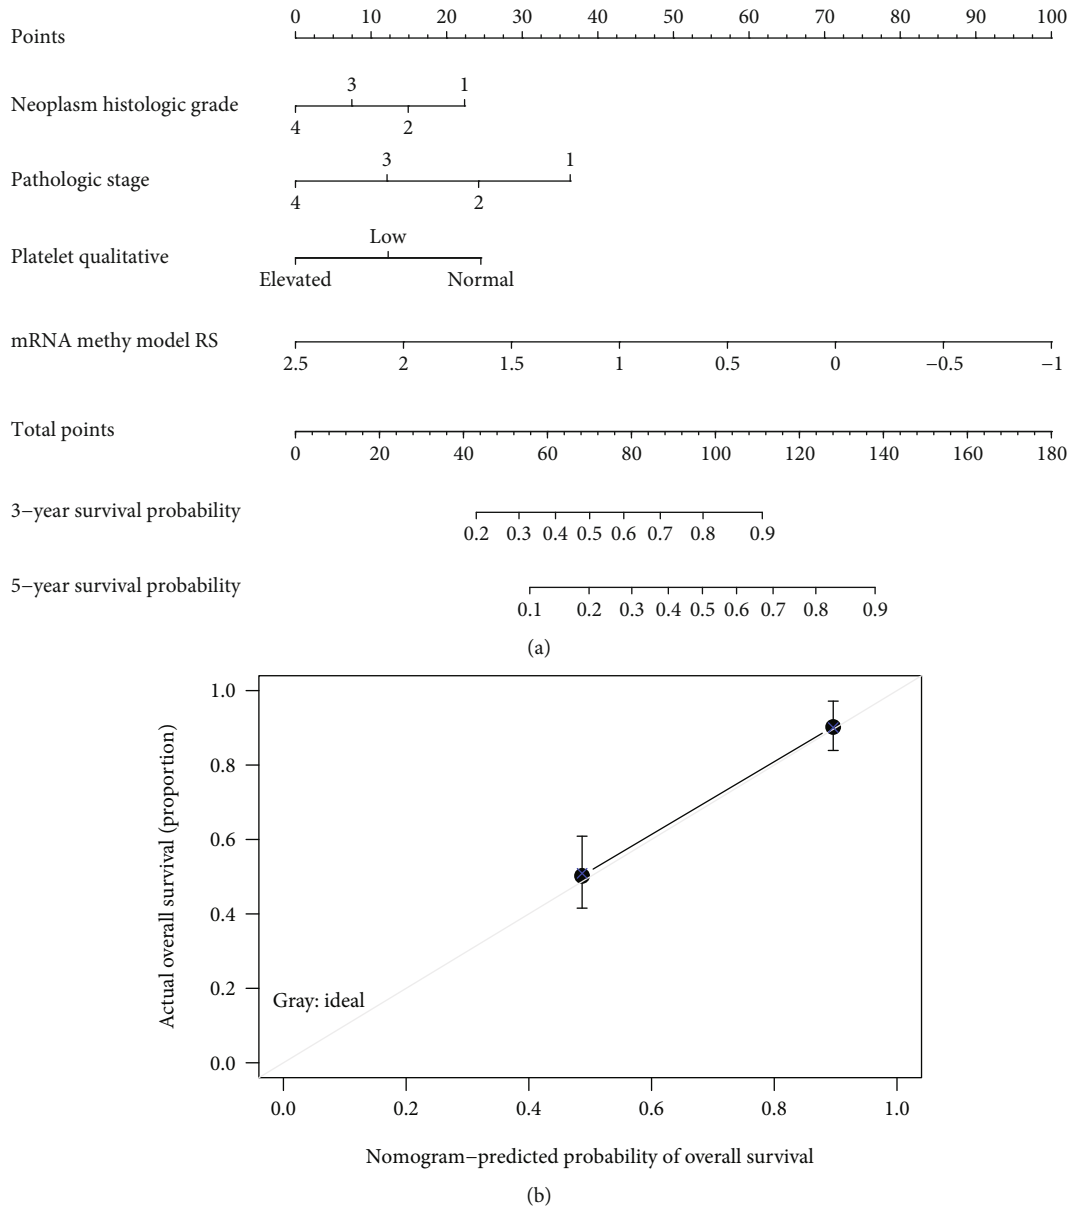 0 10 12 20 30 40 50 60 70 80 90 100
Points
3 1
Neoplasm histologic grade
4 2
3 1
Pathologic stage
4 2
Low
Platelet qualitative
Elevated Normal
mRNA methy model RS
2.5 2 1.5 1 0.5 0 −0.5 −1
Total points
0 20 40 60 80 100 120 140 160 180
3−year survival probability
0.2 0.3 0.4 0.5 0.6 0.7 0.8 0.9
5−year survival probability
0.1 0.2 0.3 0.4 0.5 0.6 0.7 0.8 0.9
(a)
1.0
0.8
0.6
0.4
0.2
0.0
Actual overall survival (proportion)
Gray: ideal
0.0 0.2 0.4 0.6 0.8 1.0
Nomogram−predicted probability of overall survival
(b)